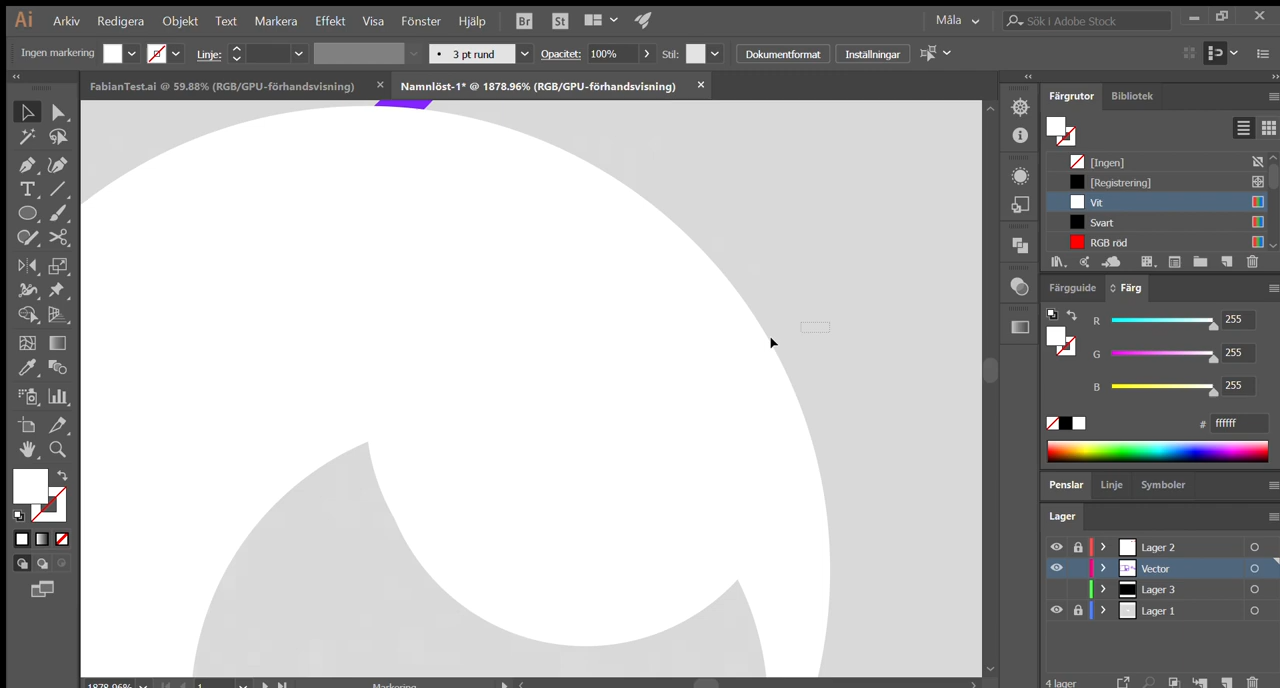 Ai Arkiv Redigera Objekt Text Markera Effekt Visa Fönster Hjälp Br St Måla Sök i Adobe Stock
Ingen markering Linje: 3 pt rund Opacitet: 100% Stil: Dokumentformat Inställningar
FabianTest.ai @ 59.88% (RGB/GPU-förhandsvisning) Namnlöst-1* @ 1878.96% (RGB/GPU-förhandsvisning)
Färgrutor Bibliotek
[Ingen]
[Registrering]
Vit
Svart
RGB röd
Färgguide Färg
R 255
G 255
B 255
# ffffff
Penslar Linje Symboler
Lager
Lager 2
Vector
Lager 3
Lager 1
1878.96% 1 Markering 4 lager